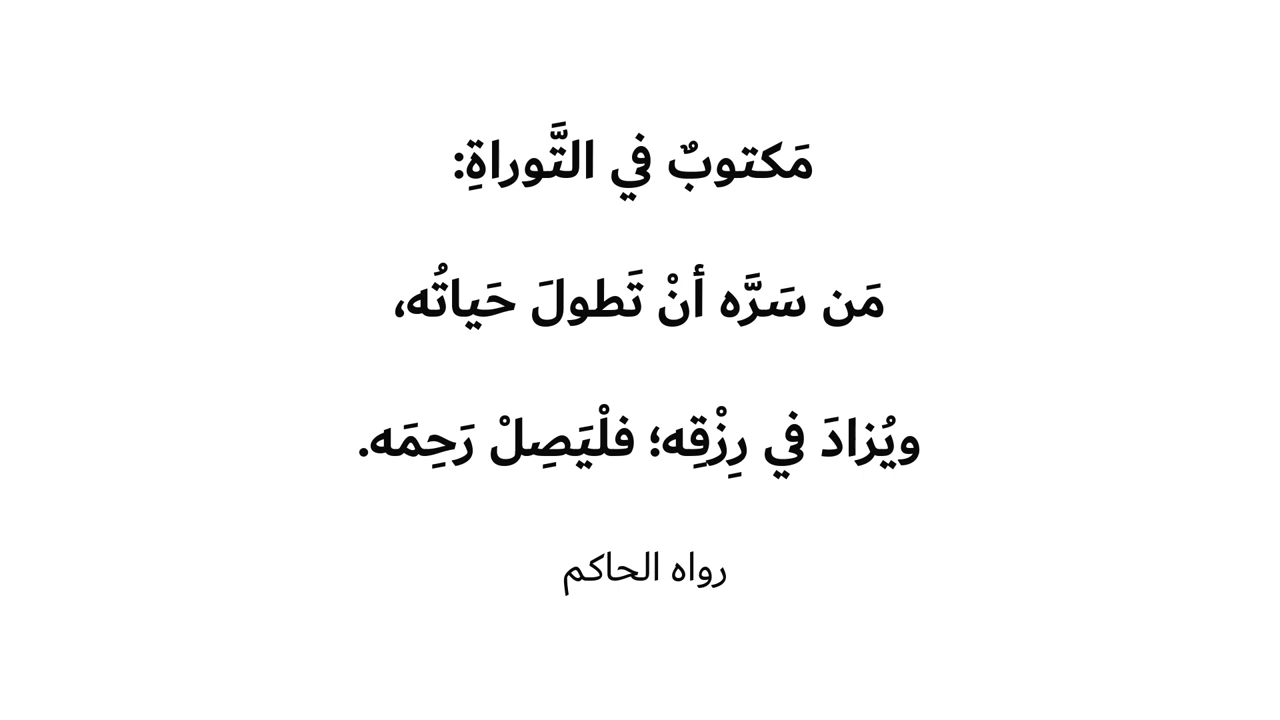 مَكتوبٌ في التَّوراةِ:
مَن سَرَّه أنْ تَطولَ حَياتُه،
ويُزادَ في رِزْقِه؛ فلْيَصِلْ رَحِمَه.
رواه الحاكم